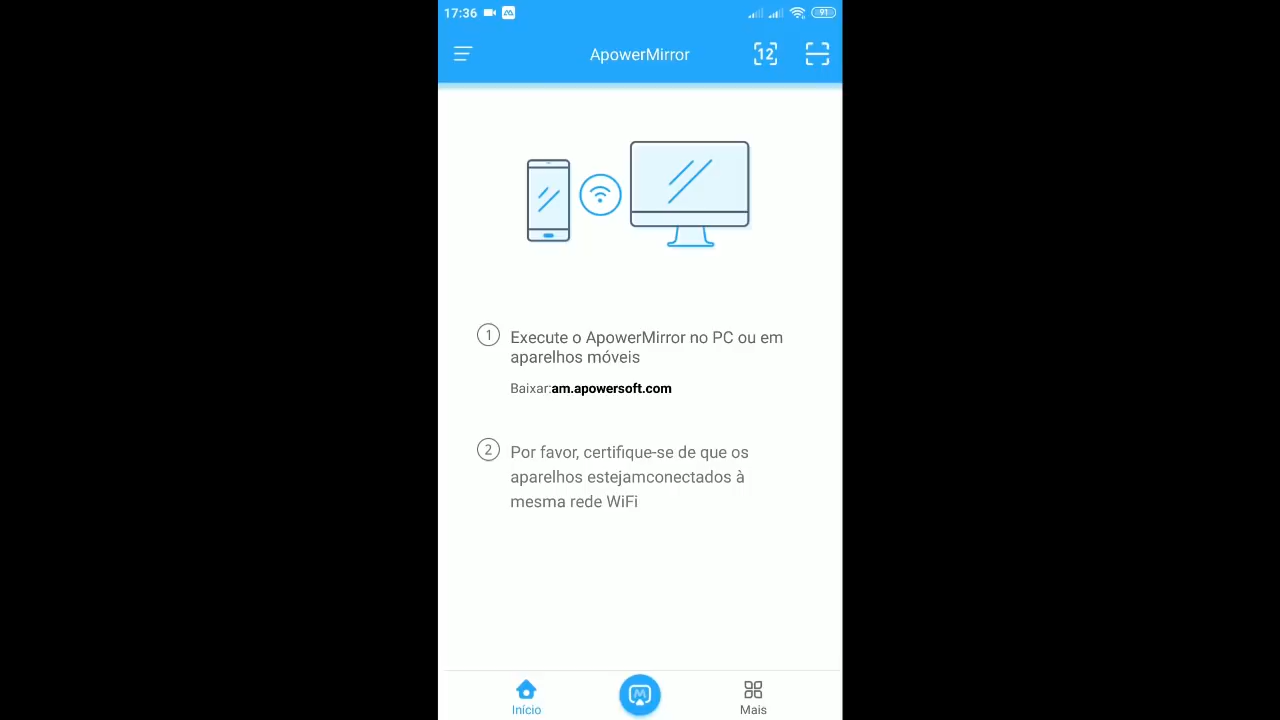 17:36
91
ApowerMirror
12
1 Execute o ApowerMirror no PC ou em
aparelhos móveis
Baixar:am.apowersoft.com
2 Por favor, certifique-se de que os
aparelhos estejamconectados à
mesma rede WiFi
Início
Mais